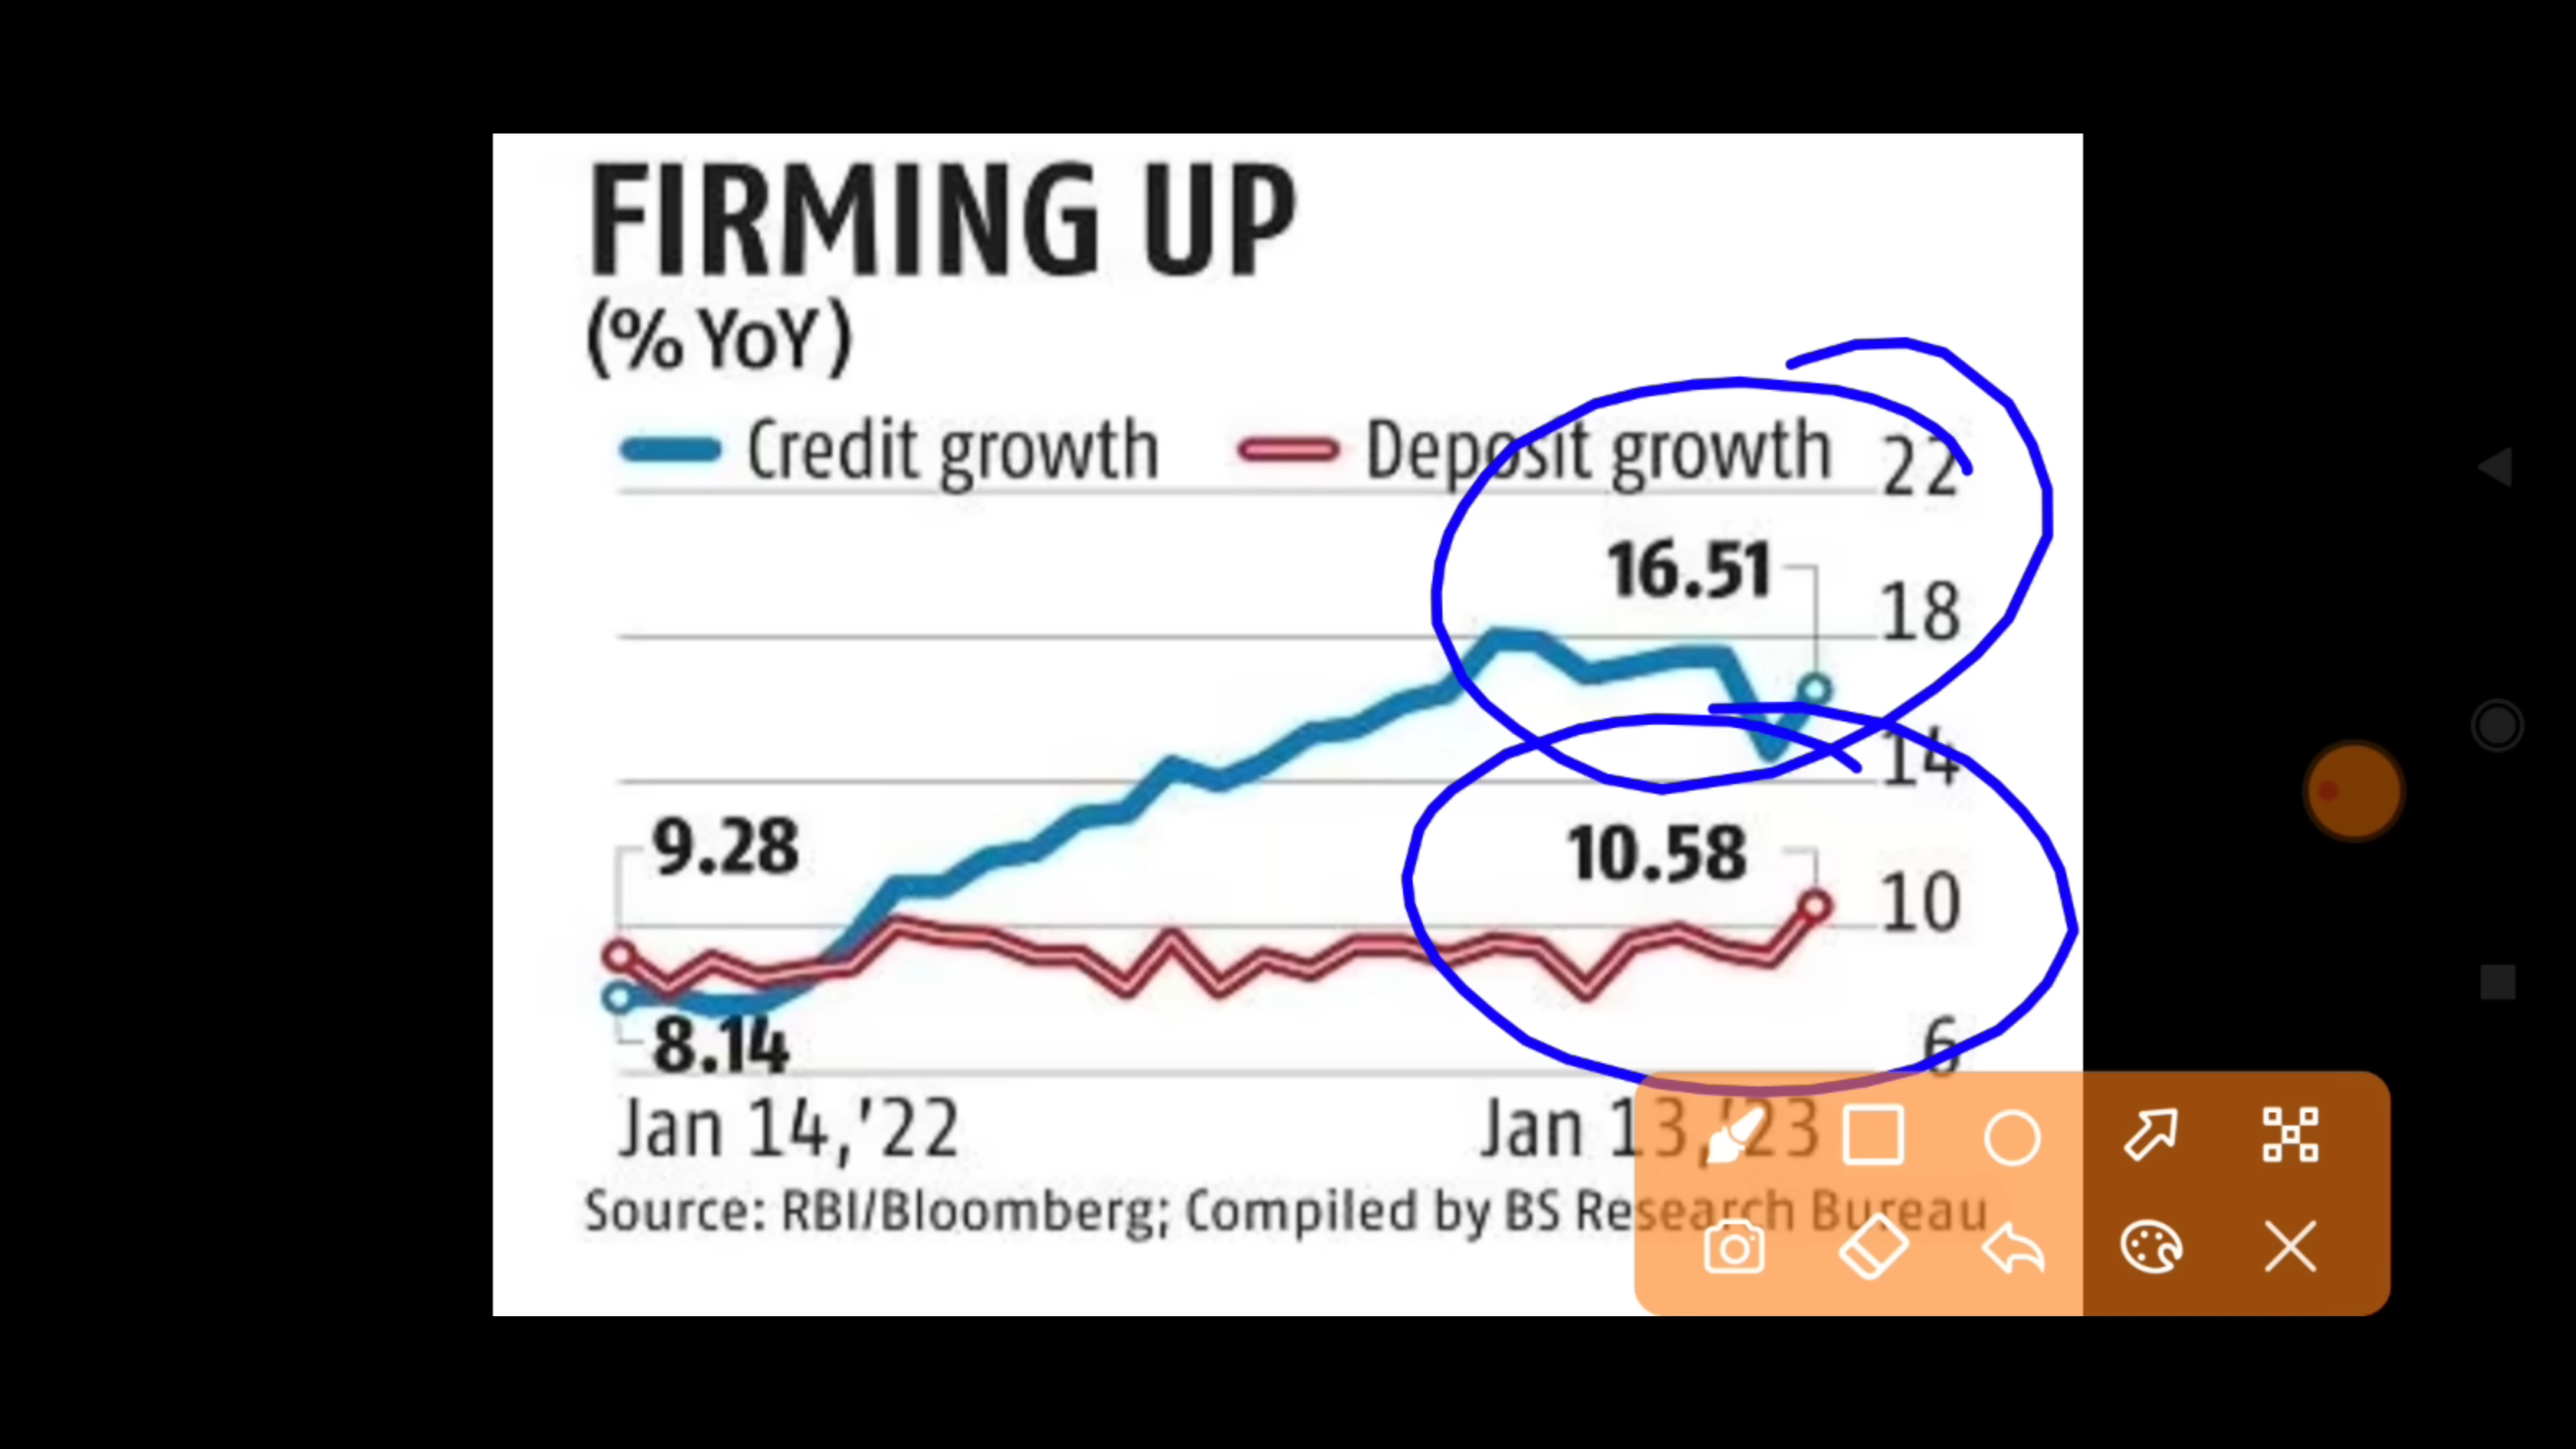 FIRMING UP
(% YoY)
Credit growth Deposit growth 22
16.51
18
14
9.28
10.58
10
8.14
6
Jan 14,'22 Jan 13,'23
Source: RBI/Bloomberg; Compiled by BS Research Bureau